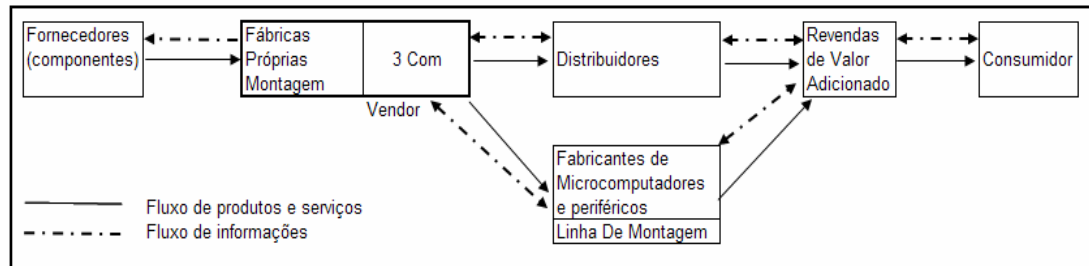 Fornecedores
(componentes)
Fábricas
Próprias
Montagem
3 Com
Vendor
Distribuidores
Revendas
de Valor
Adicionado
Consumidor
Fabricantes de
Microcomputadores
e periféricos
Linha De Montagem
Fluxo de produtos e serviços
Fluxo de informações